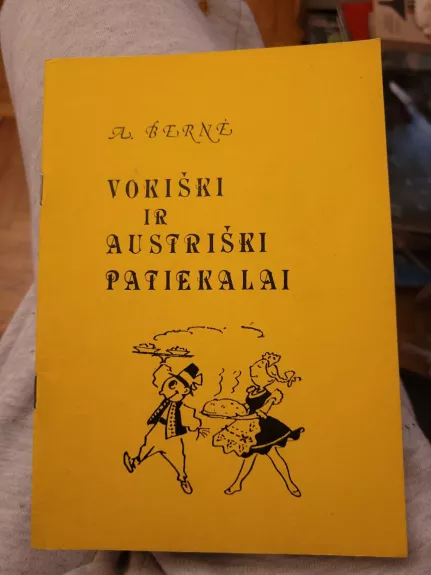 A. BERNĖ
VOKIŠKI
IR
AUSTRIŠKI
PATIEKALAI